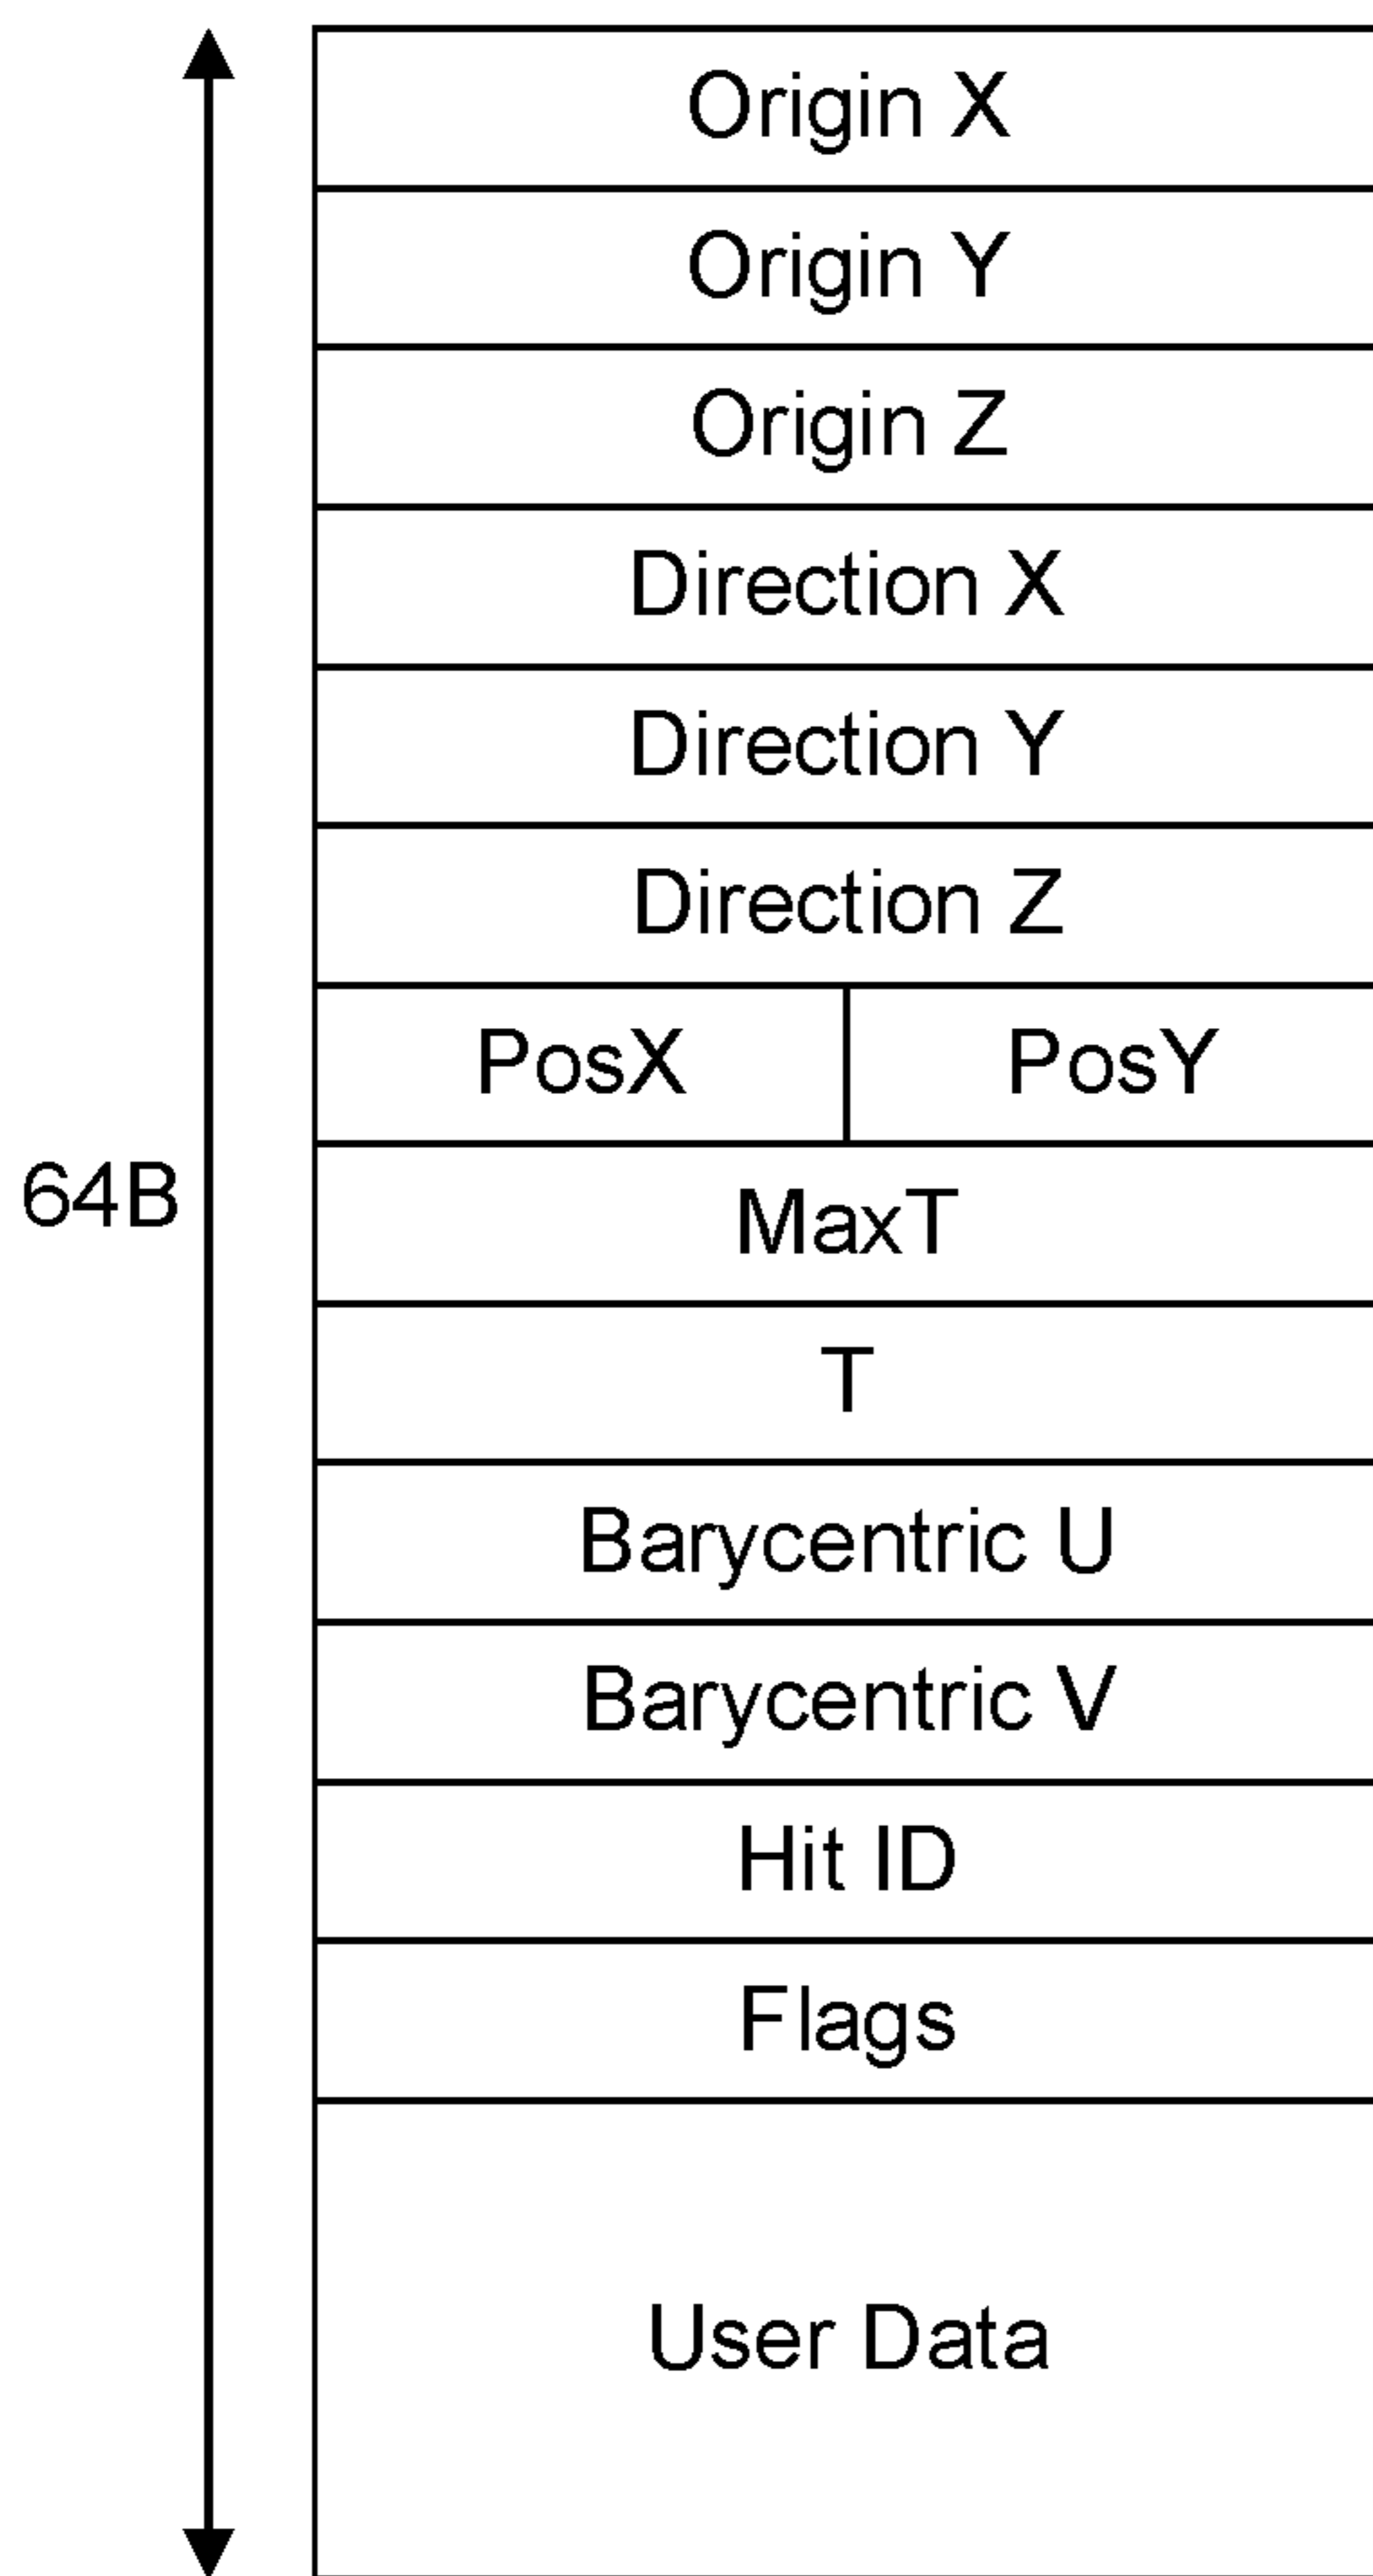 Origin X
Origin Y
Origin Z
Direction X
Direction Y
Direction Z
PosX PosY
64B
MaxT
T
Barycentric U
Barycentric V
Hit ID
Flags
User Data